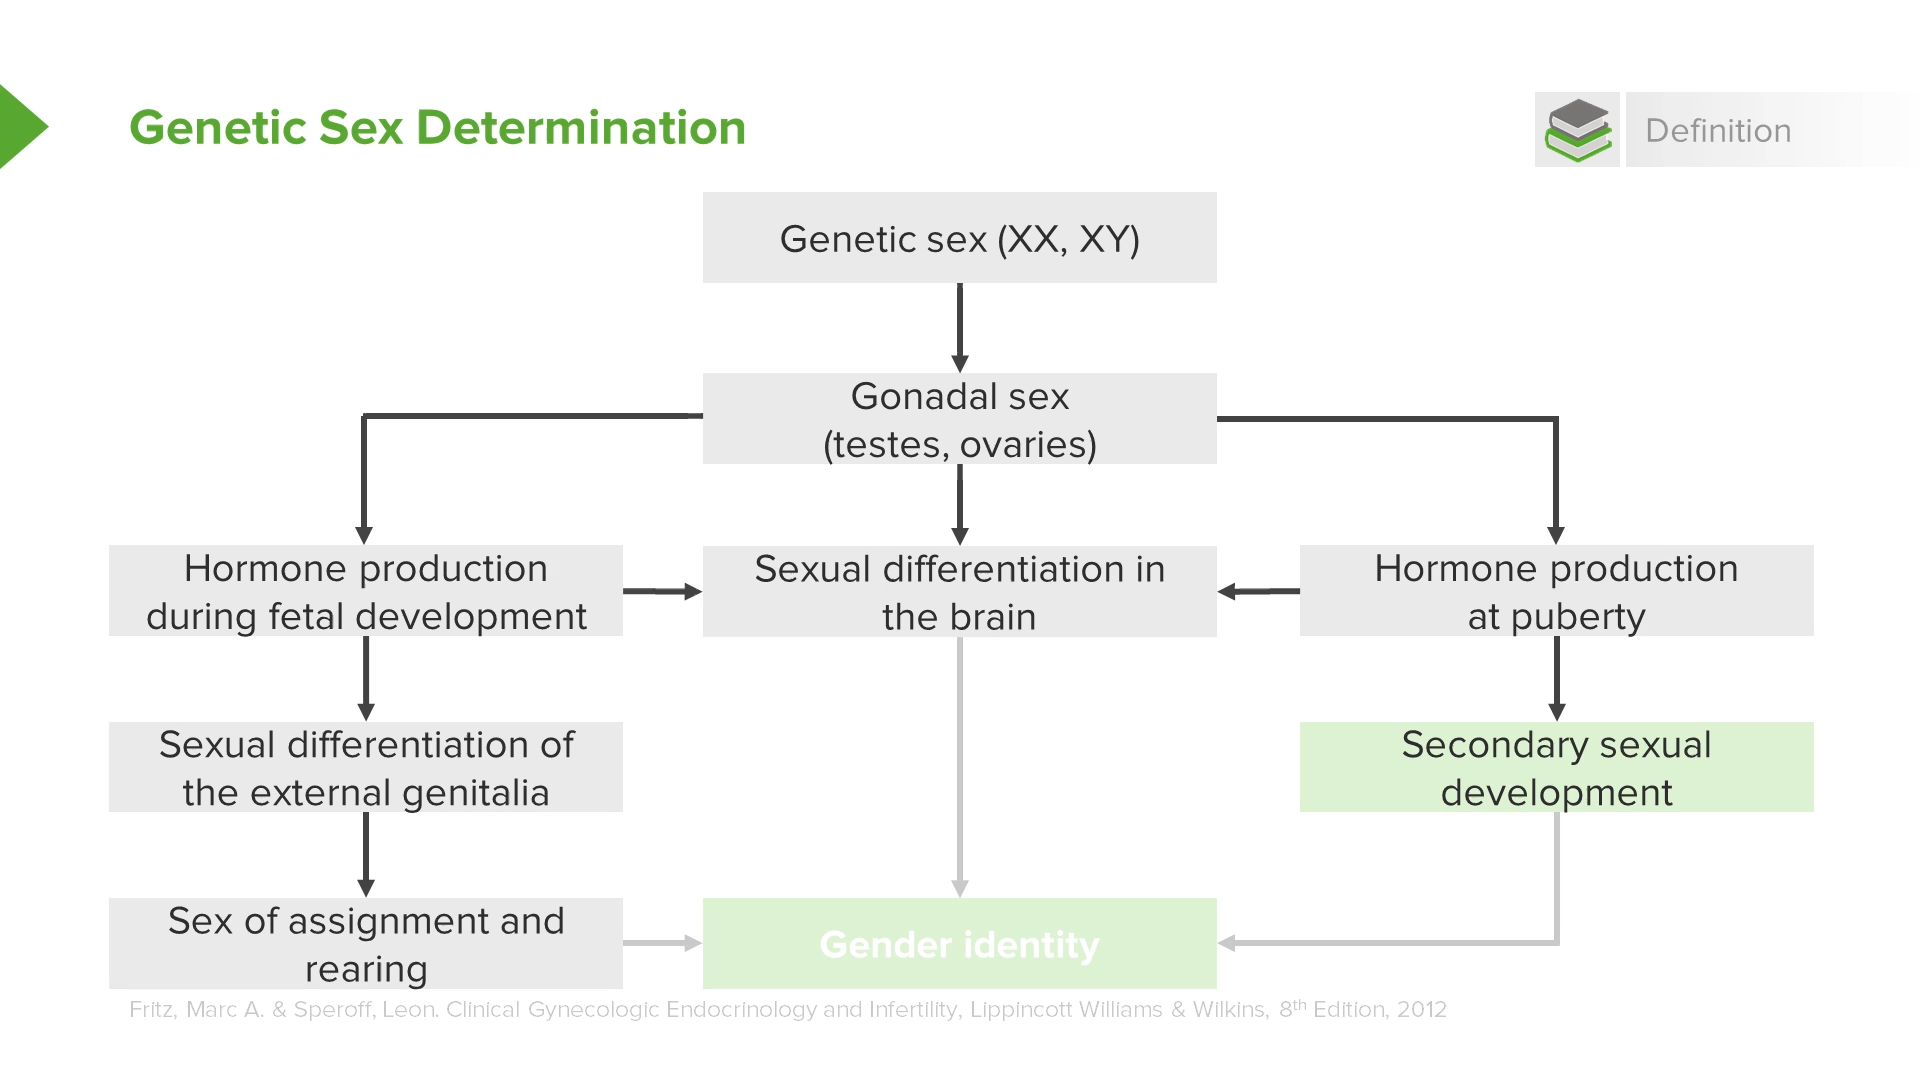 Genetic Sex Determination
Definition
Genetic sex (XX, XY)
Gonadal sex
(testes, ovaries)
Hormone production
during fetal development
Sexual differentiation in
the brain
Hormone production
at puberty
Sexual differentiation of
the external genitalia
Secondary sexual
development
Sex of assignment and
rearing
Gender identity
Fritz, Marc A. & Speroff, Leon. Clinical Gynecologic Endocrinology and Infertility, Lippincott Williams & Wilkins, 8th Edition, 2012